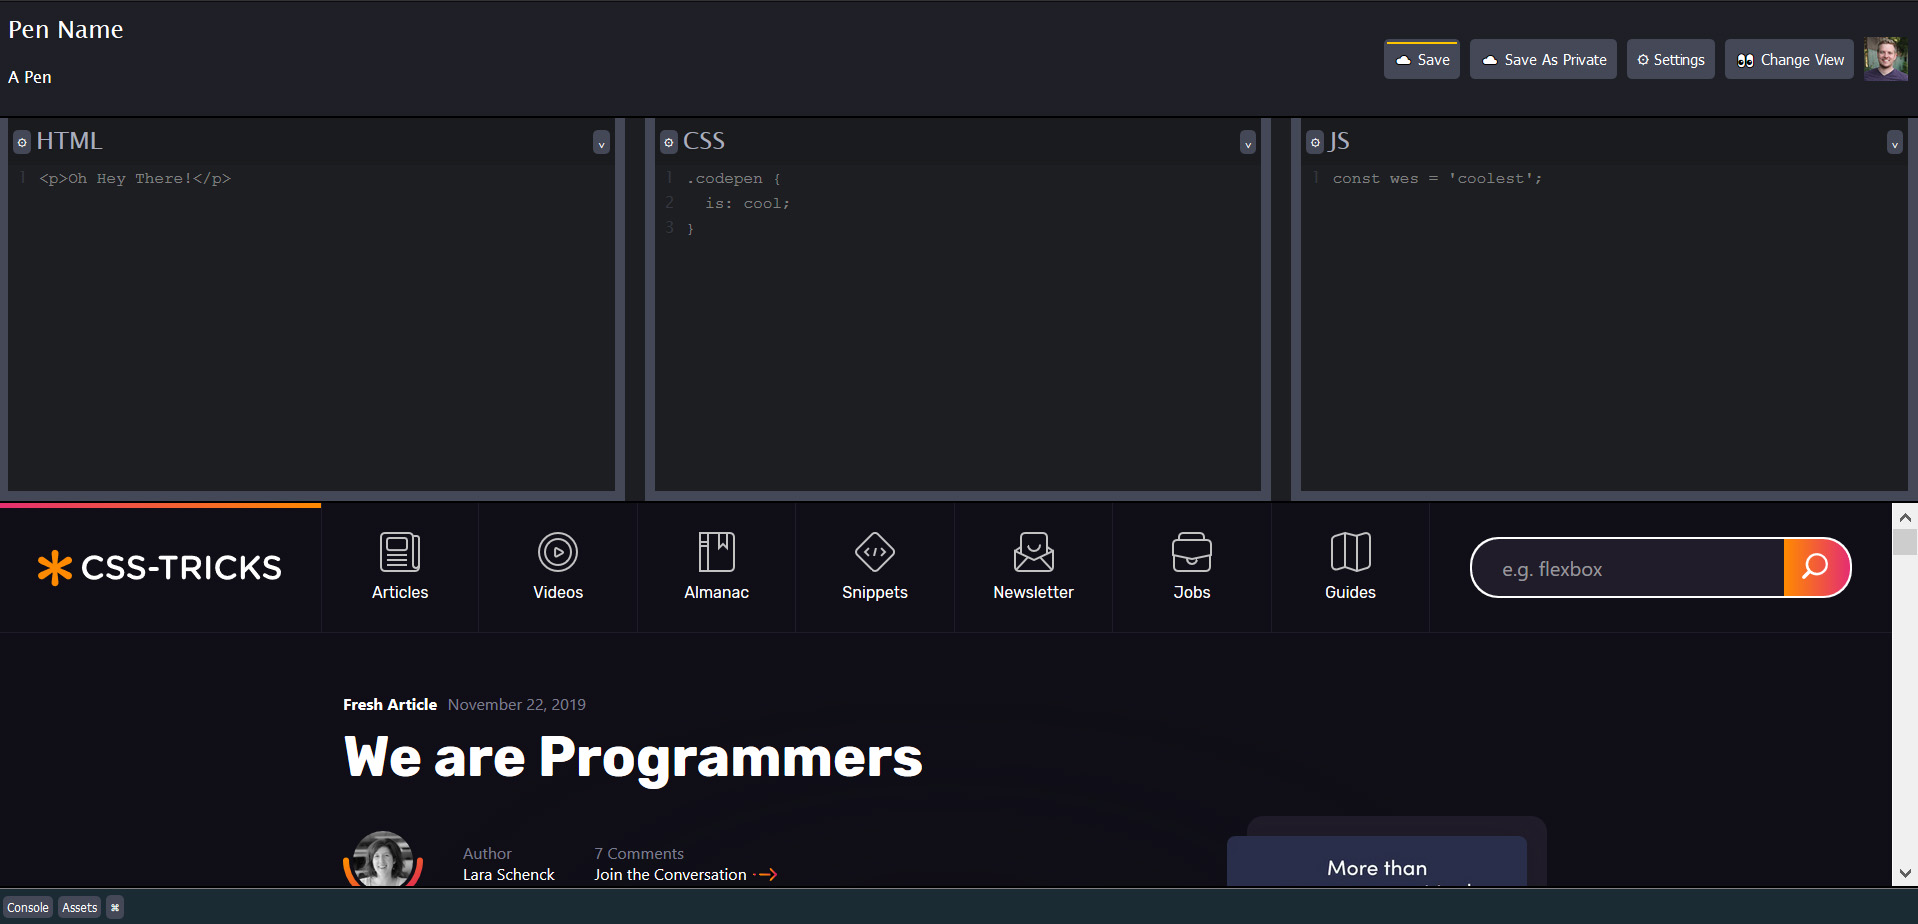 Pen Name
A Pen
Save
Save As Private
Settings
Change View
HTML
v
1 <p>Oh Hey There!</p>
CSS
v
1 .codepen {
2 is: cool;
3 }
JS
v
1 const wes = 'coolest';
CSS-TRICKS
Articles
Videos
Almanac
Snippets
Newsletter
Jobs
Guides
e.g. flexbox
Fresh Article November 22, 2019
We are Programmers
Author
Lara Schenck
7 Comments
Join the Conversation
More than
Console
Assets
⌘